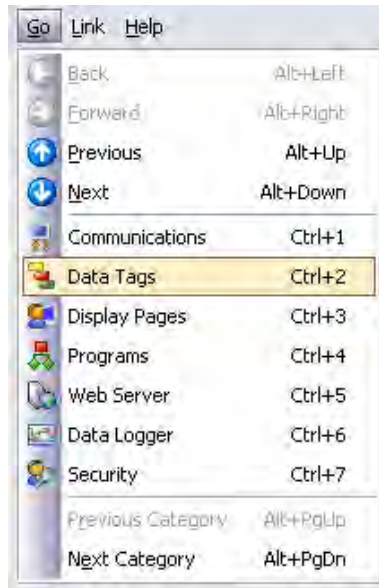 Go Link Help
Back Alt+Left
Forward Alt+Right
Previous Alt+Up
Next Alt+Down
Communications Ctrl+1
Data Tags Ctrl+2
Display Pages Ctrl+3
Programs Ctrl+4
Web Server Ctrl+5
Data Logger Ctrl+6
Security Ctrl+7
Previous Category Alt+PgUp
Next Category Alt+PgDn